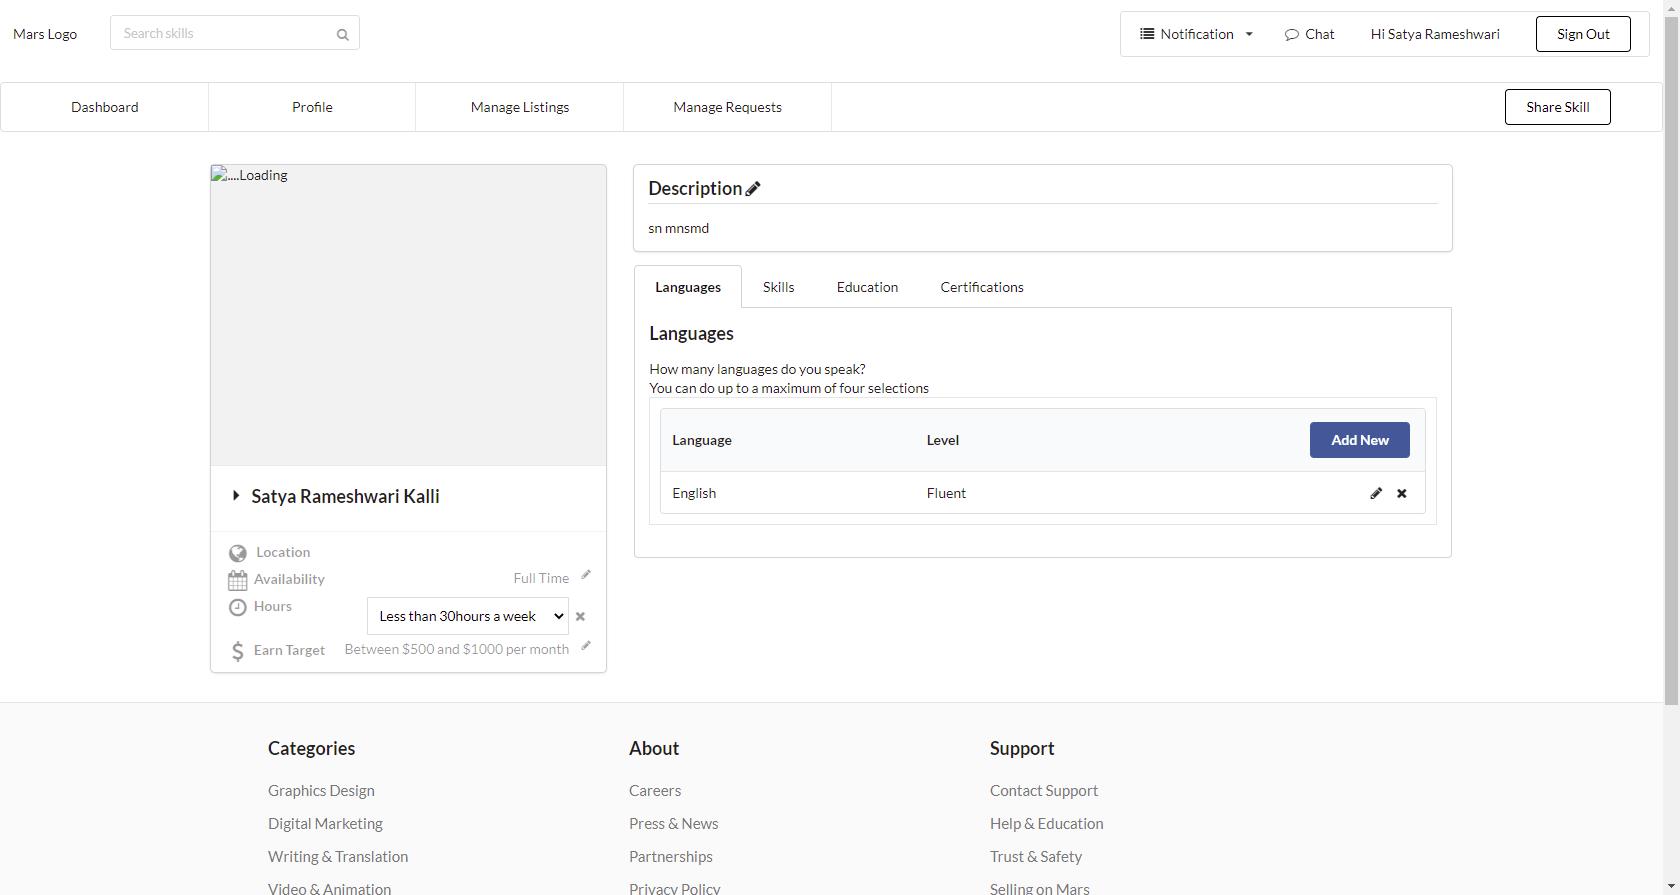 Mars Logo
Search skills
Notification
Chat
Hi Satya Rameshwari
Sign Out
Dashboard
Profile
Manage Listings
Manage Requests
Share Skill
....Loading
Satya Rameshwari Kalli
Location
Availability
Full Time
Hours
Less than 30hours a week
Earn Target
Between $500 and $1000 per month
Description
sn mnsmd
Languages
Skills
Education
Certifications
Languages
How many languages do you speak?
You can do up to a maximum of four selections
Language
Level
Add New
English
Fluent
Categories
Graphics Design
Digital Marketing
Writing & Translation
Video & Animation
About
Careers
Press & News
Partnerships
Privacy Policy
Support
Contact Support
Help & Education
Trust & Safety
Selling on Mars